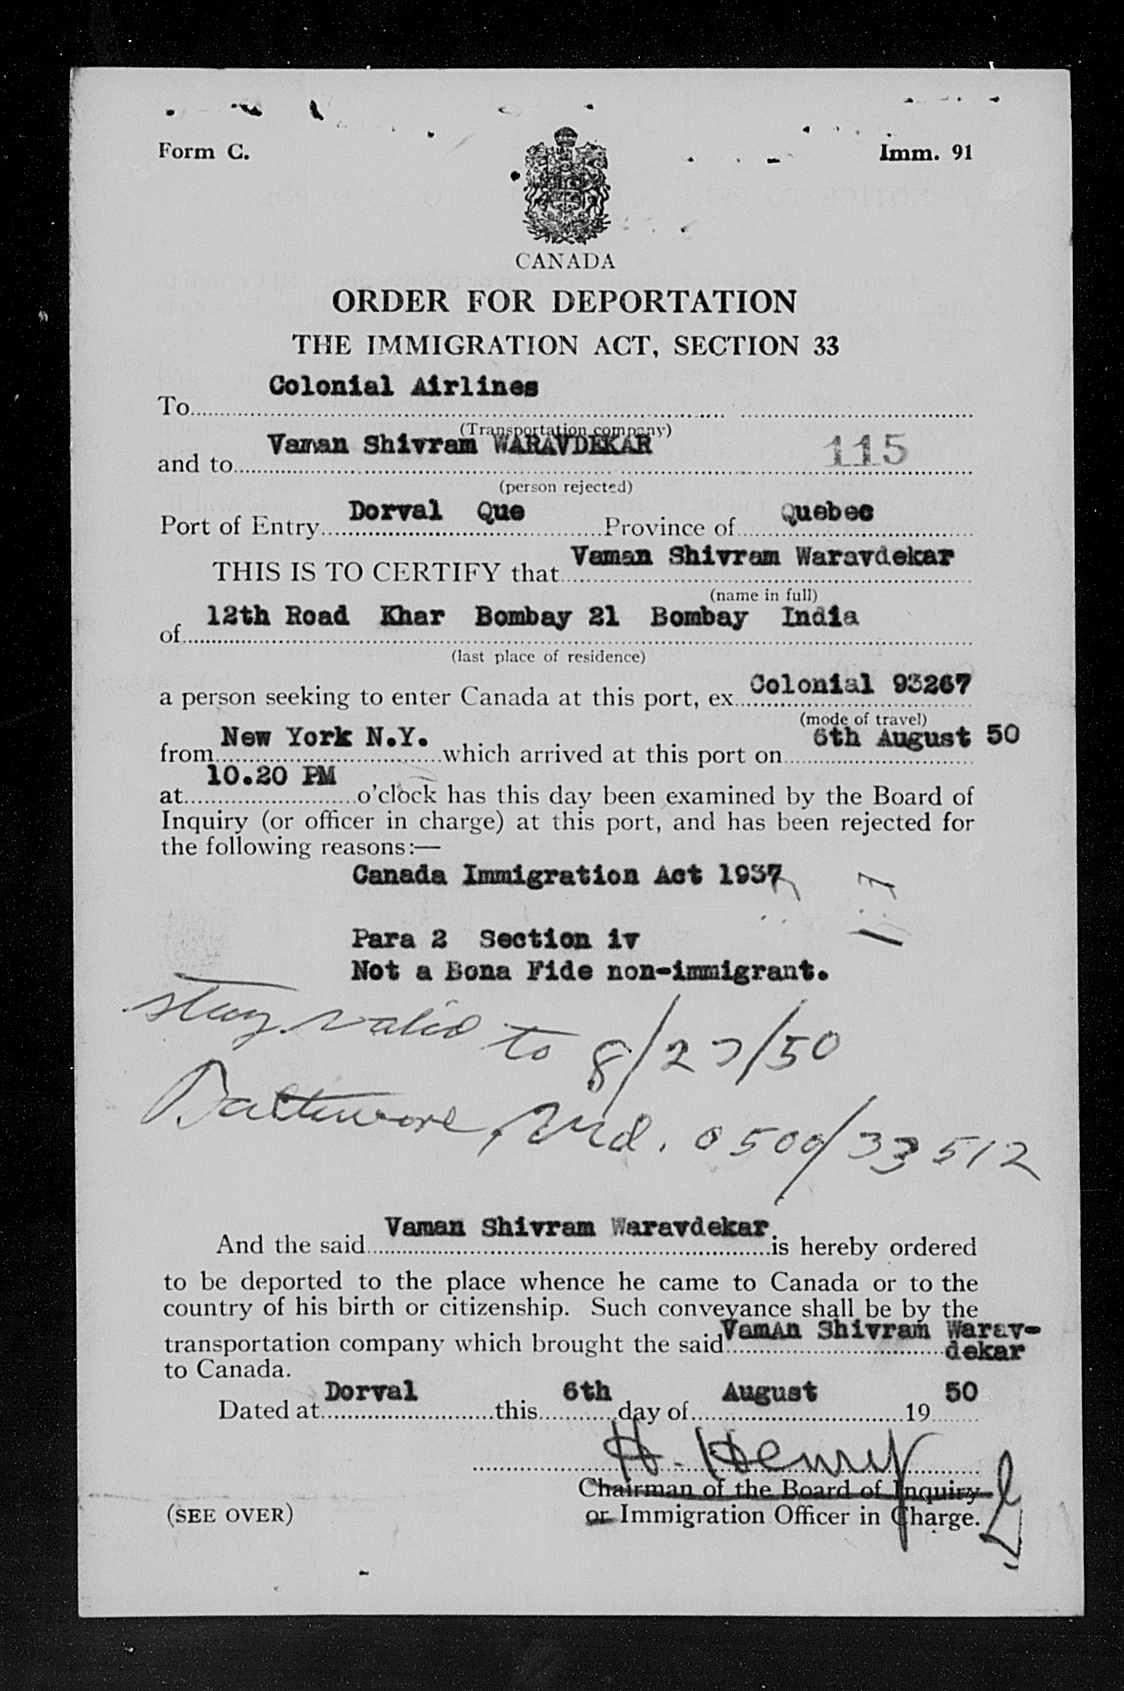 Form C.
Imm. 91
CANADA
ORDER FOR DEPORTATION
THE IMMIGRATION ACT, SECTION 33
To Colonial Airlines
(Transportation company)
and to Vaman Shivram WARAVDEKAR 115
(person rejected)
Port of Entry Dorval Que Province of Quebec
THIS IS TO CERTIFY that Vaman Shivram Waravdekar
(name in full)
of 12th Road Khar Bombay 21 Bombay India
(last place of residence)
a person seeking to enter Canada at this port, ex Colonial 93267
(mode of travel)
from New York N.Y. which arrived at this port on 6th August 50
at 10.20 PM o'clock has this day been examined by the Board of
Inquiry (or officer in charge) at this port, and has been rejected for
the following reasons:—
Canada Immigration Act 1937
Para 2 Section iv
Not a Bona Fide non-immigrant.
stay valid to 8/27/50
Baltimore, Md. 0500/33512
And the said Vaman Shivram Waravdekar. is hereby ordered
to be deported to the place whence he came to Canada or to the
country of his birth or citizenship. Such conveyance shall be by the
transportation company which brought the said VamAn Shivram Warav-
dekar
to Canada.
Dated at Dorval this 6th day of August 19 50
H. Henry
Chairman of the Board of Inquiry
or Immigration Officer in Charge.
(SEE OVER)